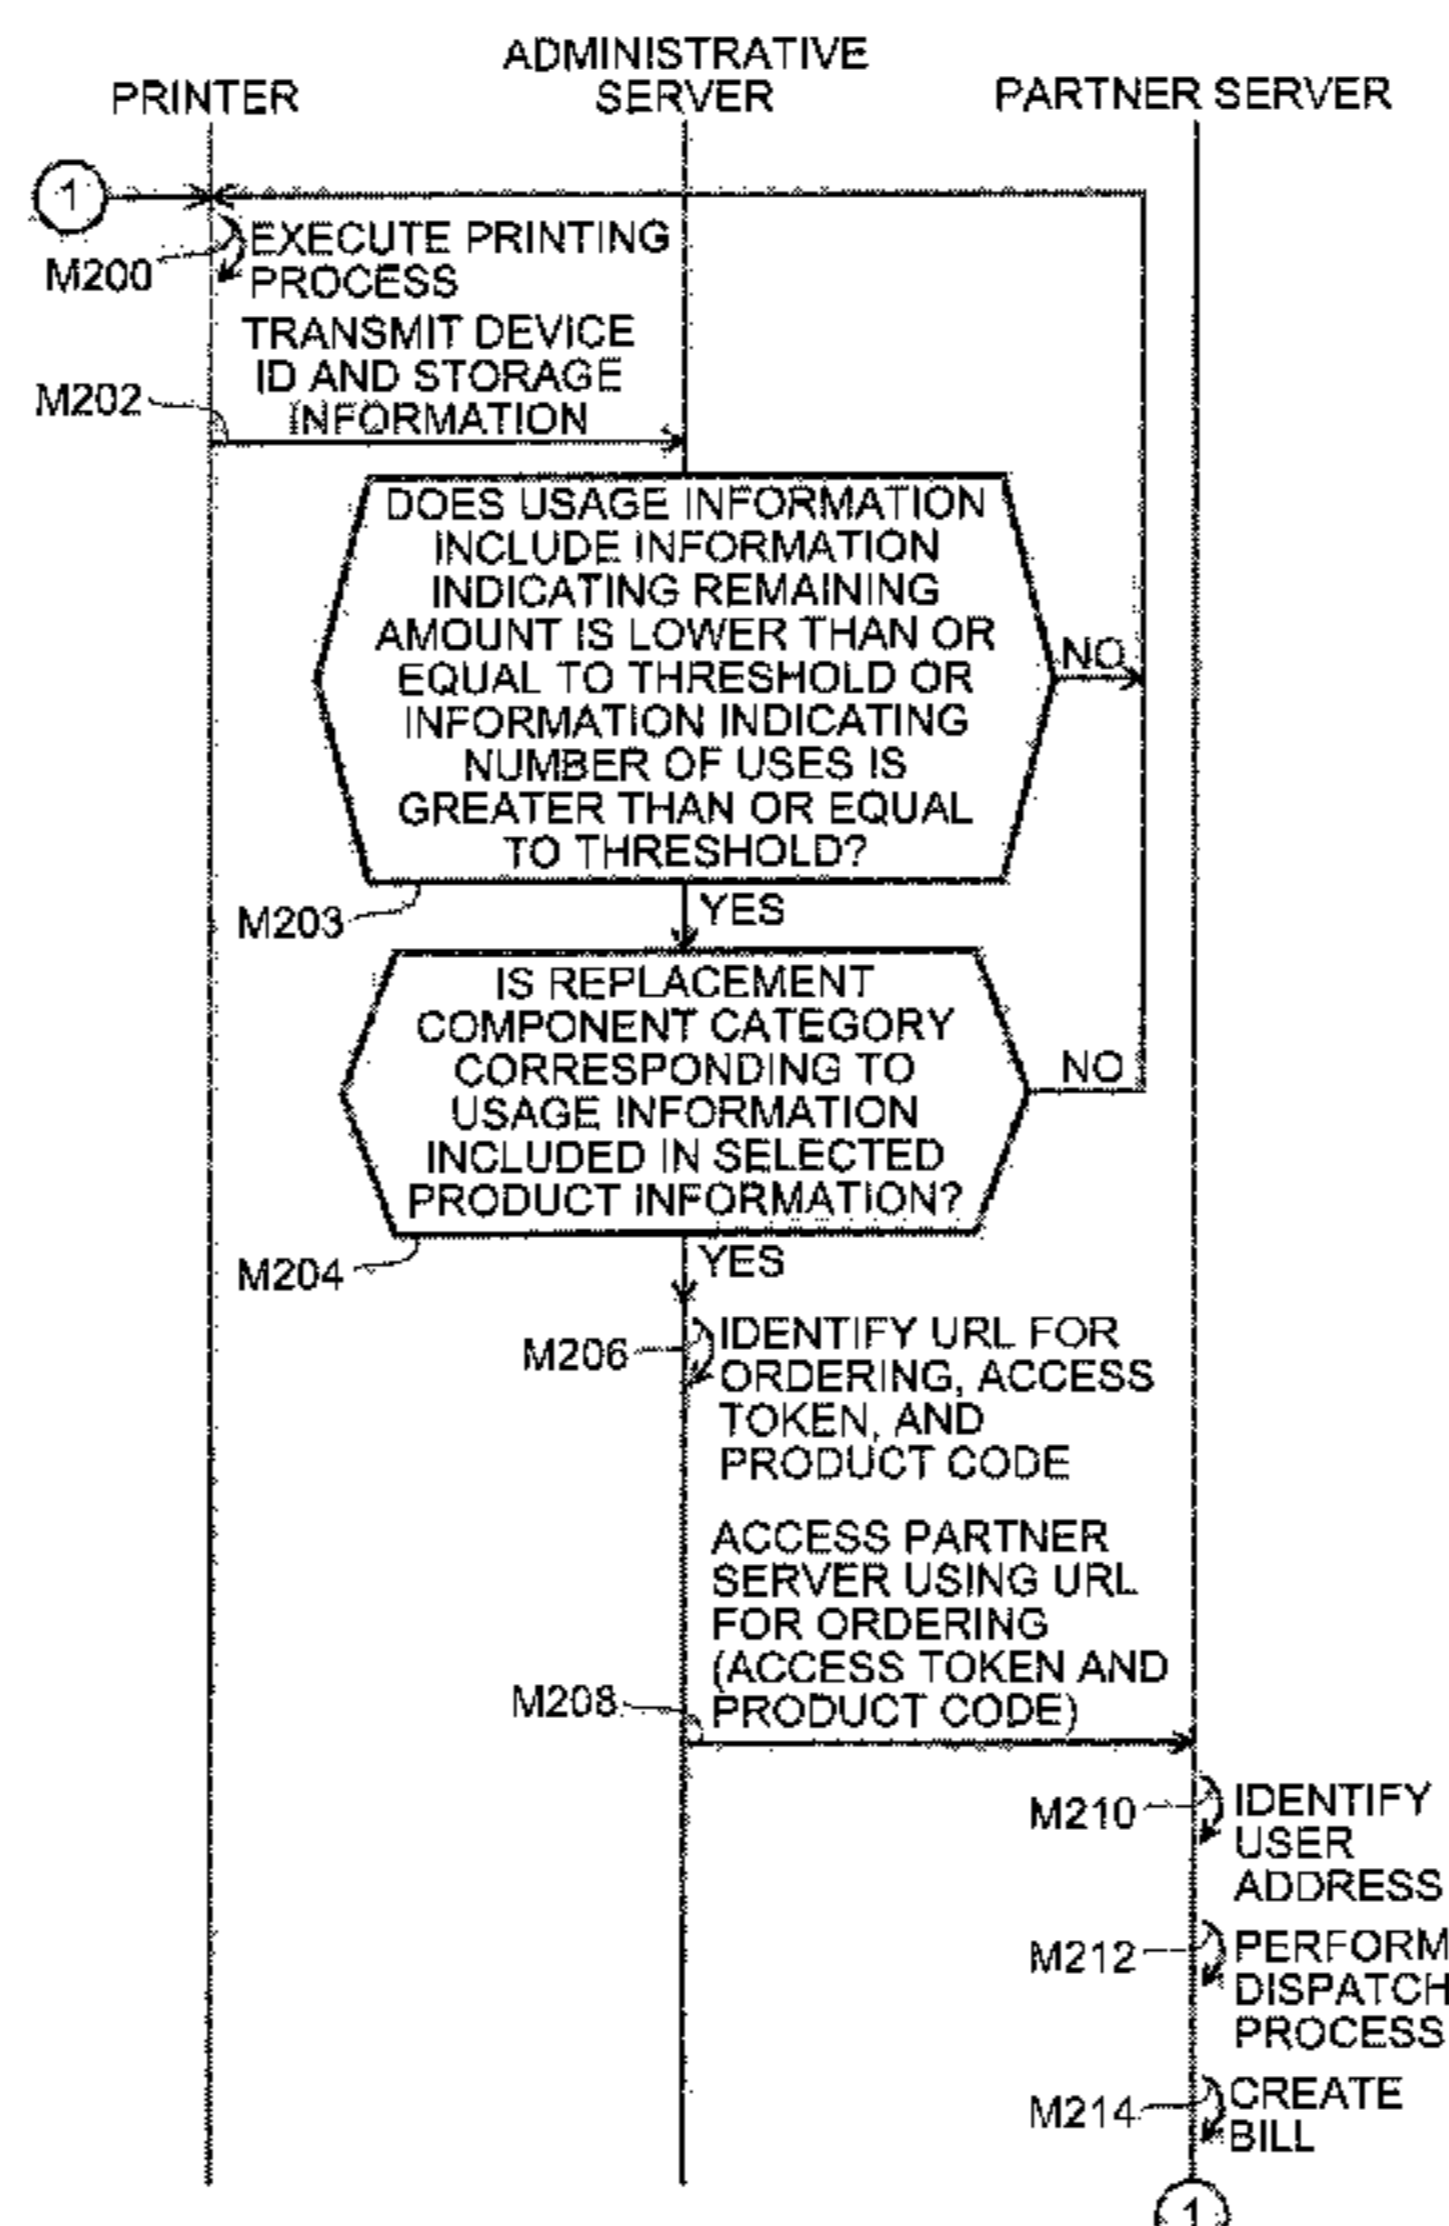 PRINTER
ADMINISTRATIVE
SERVER
PARTNER SERVER
1
M200
EXECUTE PRINTING
PROCESS
TRANSMIT DEVICE
ID AND STORAGE
INFORMATION
M202
DOES USAGE INFORMATION
INCLUDE INFORMATION
INDICATING REMAINING
AMOUNT IS LOWER THAN OR
EQUAL TO THRESHOLD OR
INFORMATION INDICATING
NUMBER OF USES IS
GREATER THAN OR EQUAL
TO THRESHOLD?
NO
M203
YES
IS REPLACEMENT
COMPONENT CATEGORY
CORRESPONDING TO
USAGE INFORMATION
INCLUDED IN SELECTED
PRODUCT INFORMATION?
NO
M204
YES
M206
IDENTIFY URL FOR
ORDERING, ACCESS
TOKEN, AND
PRODUCT CODE
ACCESS PARTNER
SERVER USING URL
FOR ORDERING
(ACCESS TOKEN AND
PRODUCT CODE)
M208
M210
IDENTIFY
USER
ADDRESS
M212
PERFORM
DISPATCH
PROCESS
M214
CREATE
BILL
1